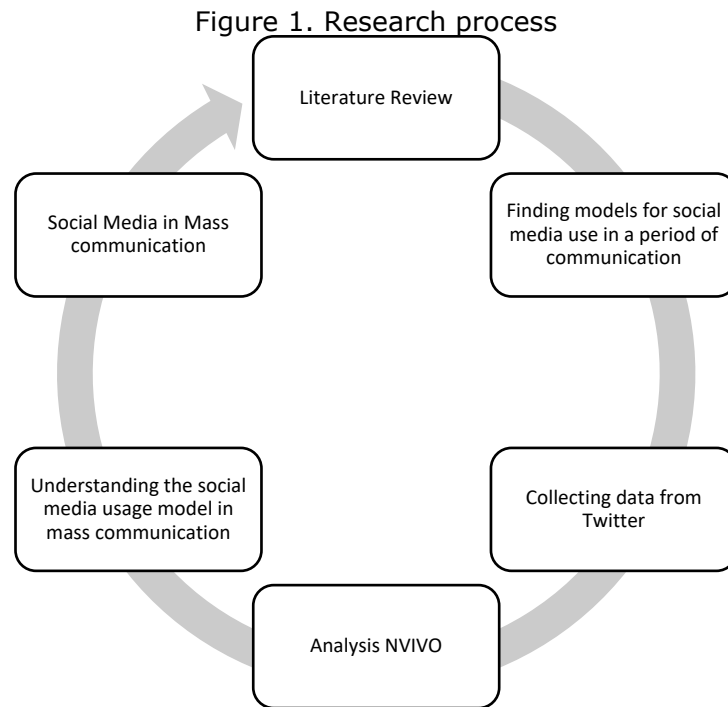 Figure 1. Research process
Literature Review
Finding models for social
media use in a period of
communication
Collecting data from
Twitter
Analysis NVIVO
Understanding the social
media usage model in
mass communication
Social Media in Mass
communication